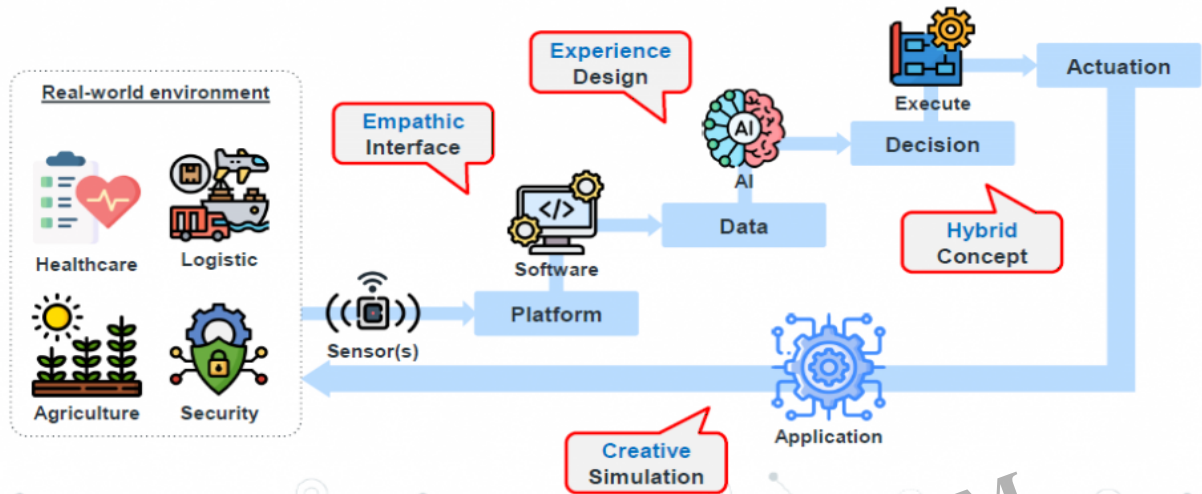 Real-world environment
Healthcare
Logistic
Agriculture
Security
Sensor(s)
Empathic
Interface
Platform
Software
</>
Experience
Design
Data
AI
AI
Decision
Execute
Actuation
Hybrid
Concept
Application
Creative
Simulation
M